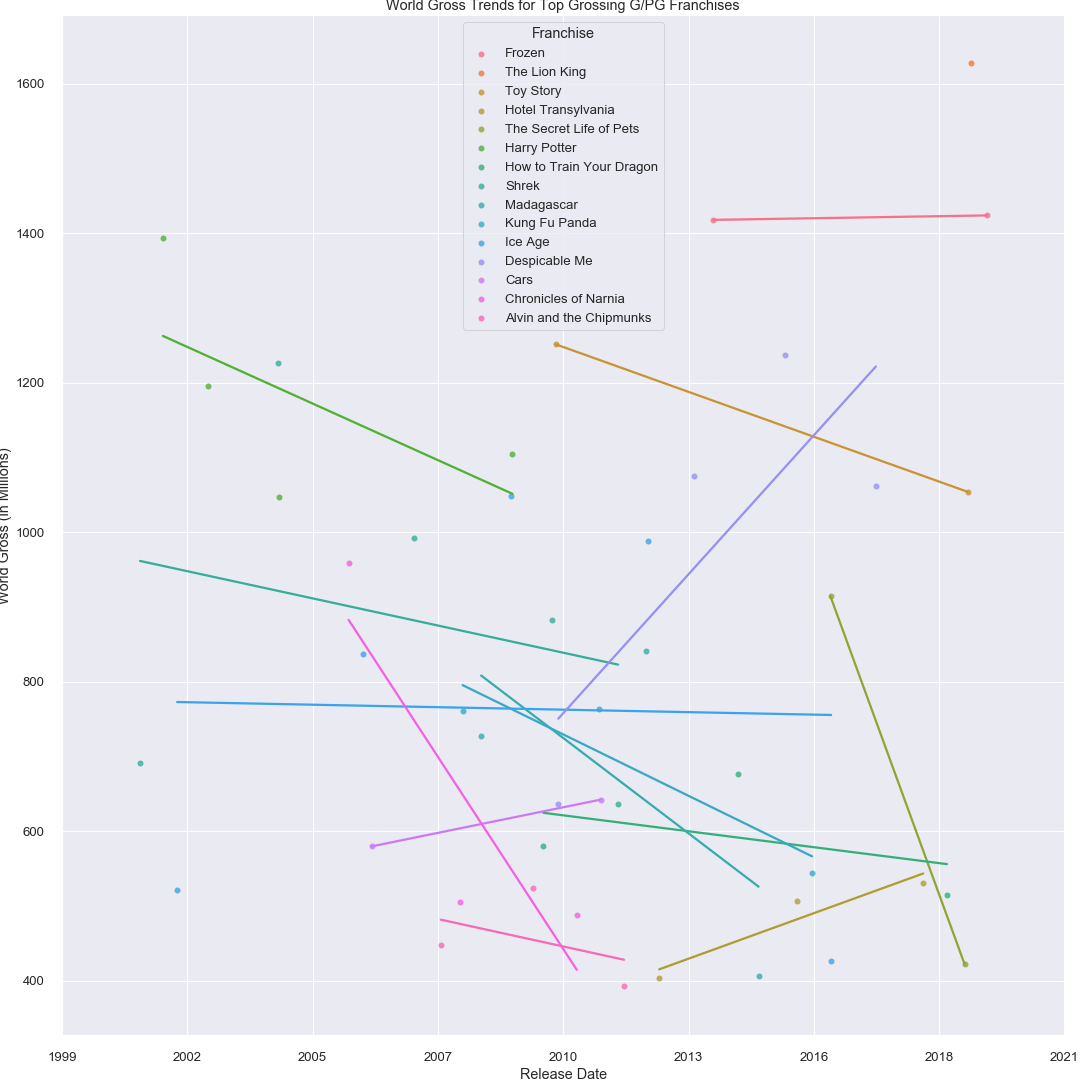 World Gross Trends for Top Grossing G/PG Franchises
Franchise
Frozen
The Lion King
Toy Story
Hotel Transylvania
The Secret Life of Pets
Harry Potter
How to Train Your Dragon
Shrek
Madagascar
Kung Fu Panda
Ice Age
Despicable Me
Cars
Chronicles of Narnia
Alvin and the Chipmunks
1600
1400
1200
1000
800
600
400
World Gross (in Millions)
1999 2002 2005 2007 2010 2013 2016 2018 2021
Release Date